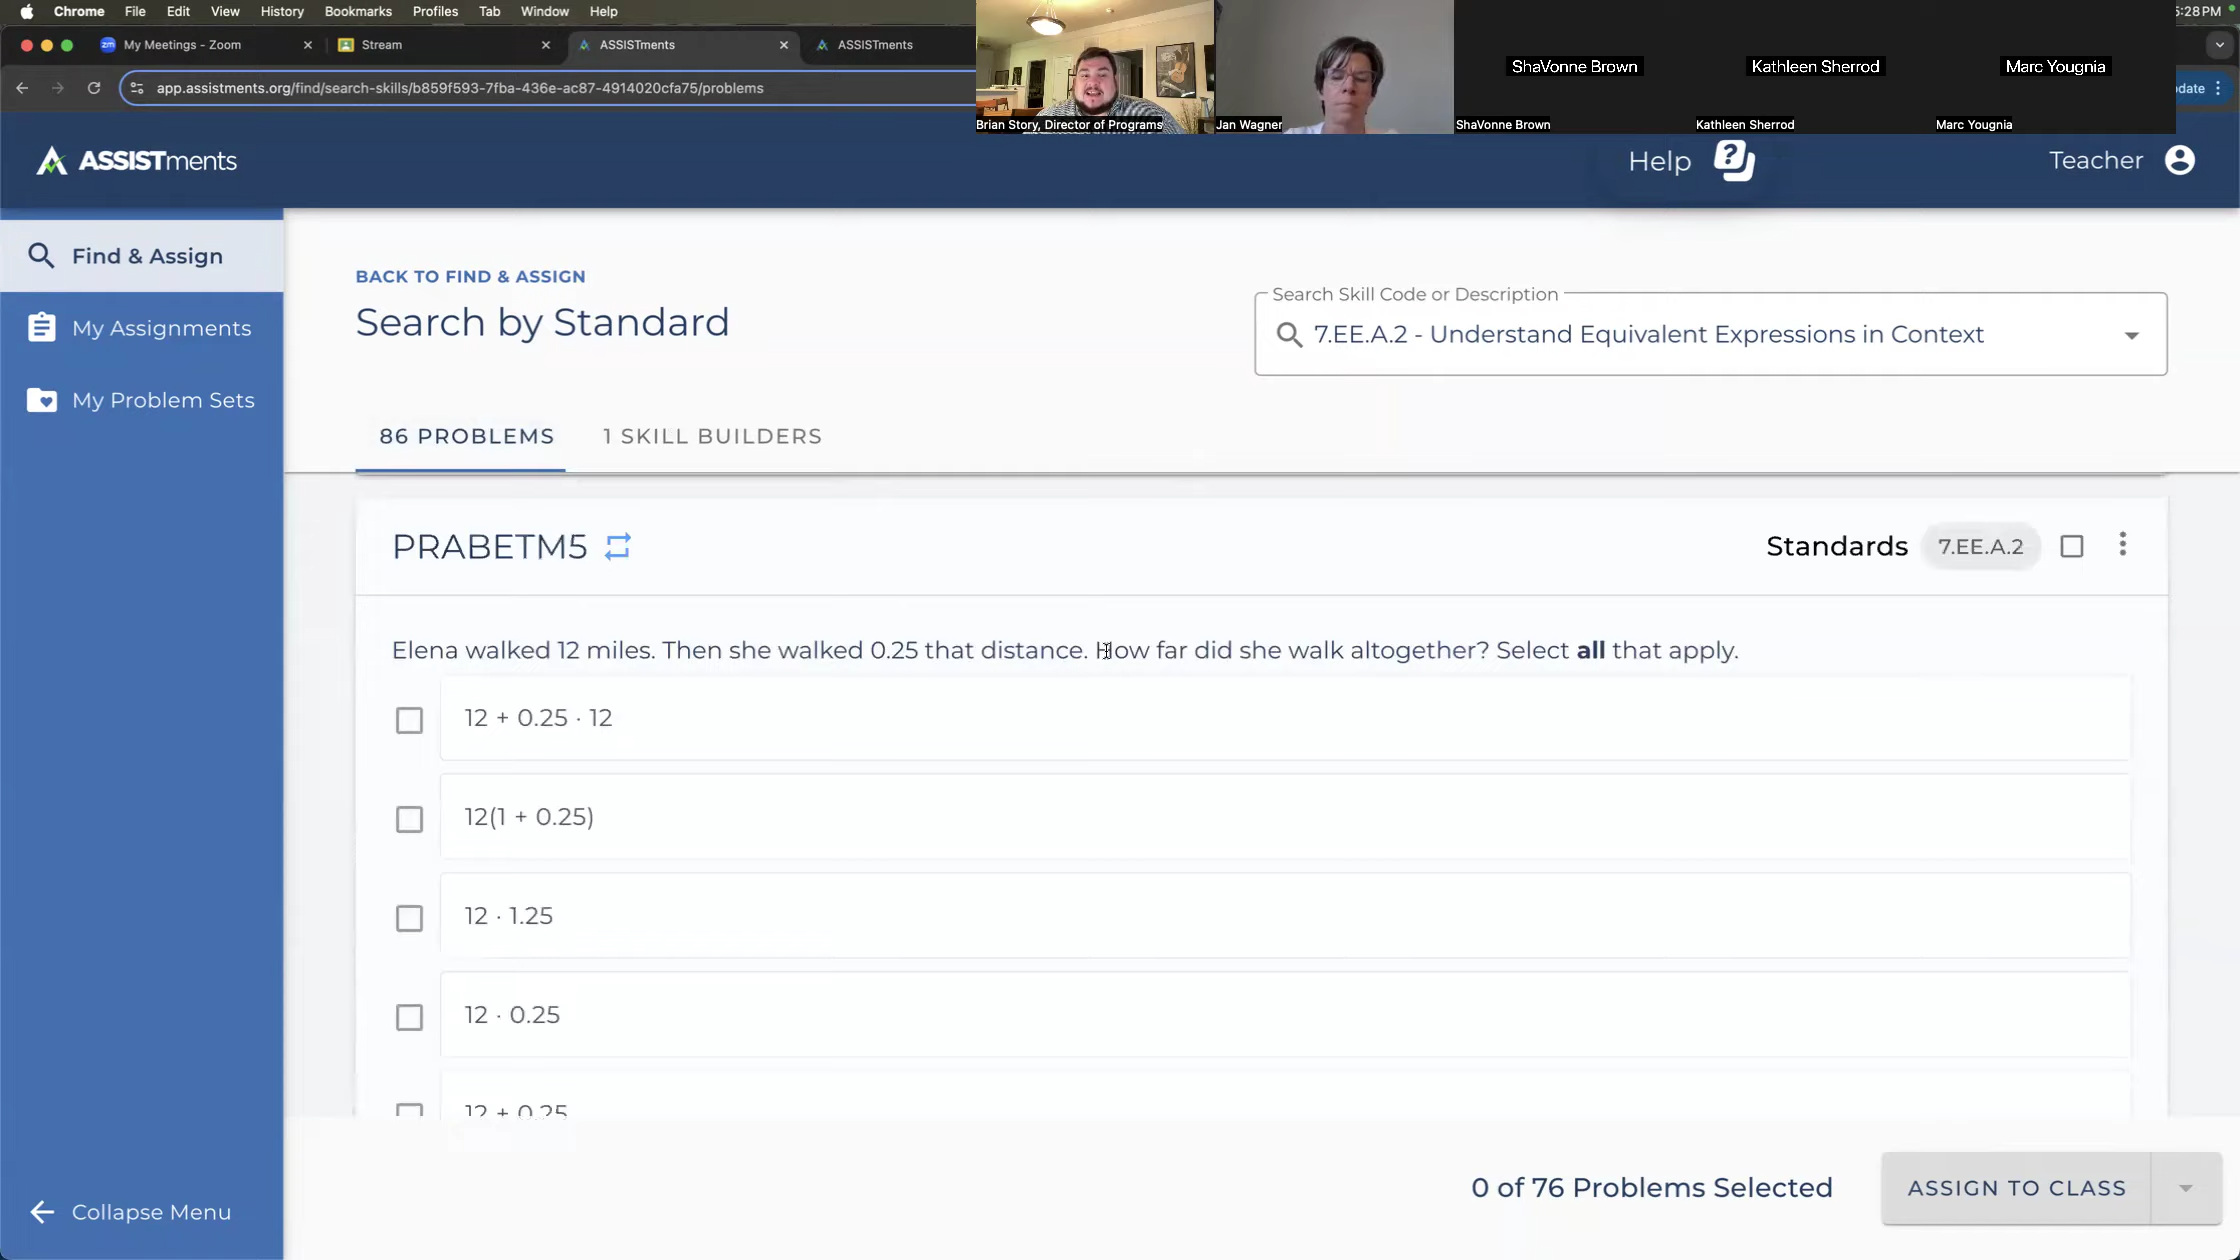 Chrome File Edit View History Bookmarks Profiles Tab Window Help
5:28 PM
My Meetings - Zoom
Stream
ASSISTments
ASSISTments
app.assistments.org/find/search-skills/b859f593-7fba-436e-ac87-4914020cfa75/problems
ShaVonne Brown
Kathleen Sherrod
Marc Yougnia
Brian Story, Director of Programs
Jan Wagner
ShaVonne Brown
Kathleen Sherrod
Marc Yougnia
ASSISTments
Help
Teacher
Find & Assign
My Assignments
My Problem Sets
Collapse Menu
BACK TO FIND & ASSIGN
Search by Standard
Search Skill Code or Description
7.EE.A.2 - Understand Equivalent Expressions in Context
86 PROBLEMS
1 SKILL BUILDERS
PRABETM5
Standards 7.EE.A.2
Elena walked 12 miles. Then she walked 0.25 that distance. How far did she walk altogether? Select all that apply.
12 + 0.25 · 12
12(1 + 0.25)
12 · 1.25
12 · 0.25
12 + 0.25
0 of 76 Problems Selected
ASSIGN TO CLASS